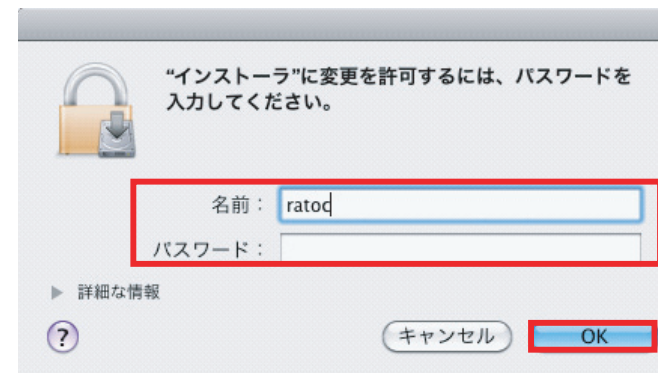 “インストーラ”に変更を許可するには、パスワードを
入力してください。
名前： ratoc
パスワード：
▶ 詳細な情報
? キャンセル OK